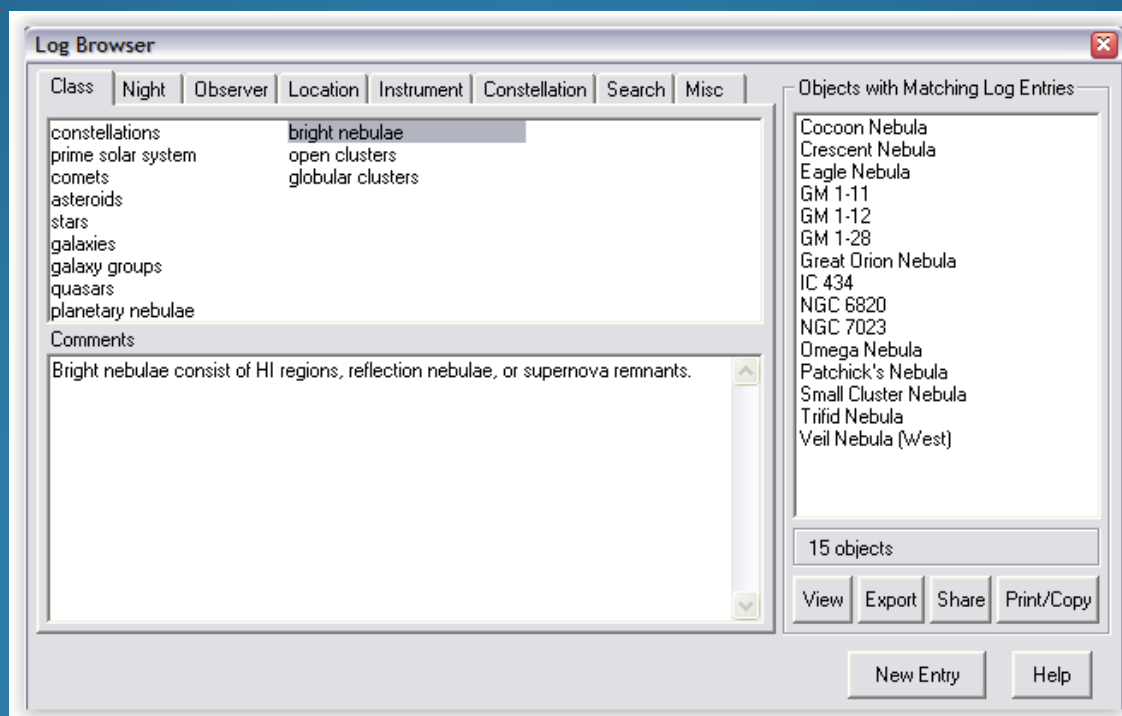 Log Browser
Class Night Observer Location Instrument Constellation Search Misc
constellations
prime solar system
comets
asteroids
stars
galaxies
galaxy groups
quasars
planetary nebulae
bright nebulae
open clusters
globular clusters
Comments
Bright nebulae consist of HI regions, reflection nebulae, or supernova remnants.
Objects with Matching Log Entries
Cocoon Nebula
Crescent Nebula
Eagle Nebula
GM 1-11
GM 1-12
GM 1-28
Great Orion Nebula
IC 434
NGC 6820
NGC 7023
Omega Nebula
Patchick's Nebula
Small Cluster Nebula
Trifid Nebula
Veil Nebula (West)
15 objects
View Export Share Print/Copy
New Entry Help